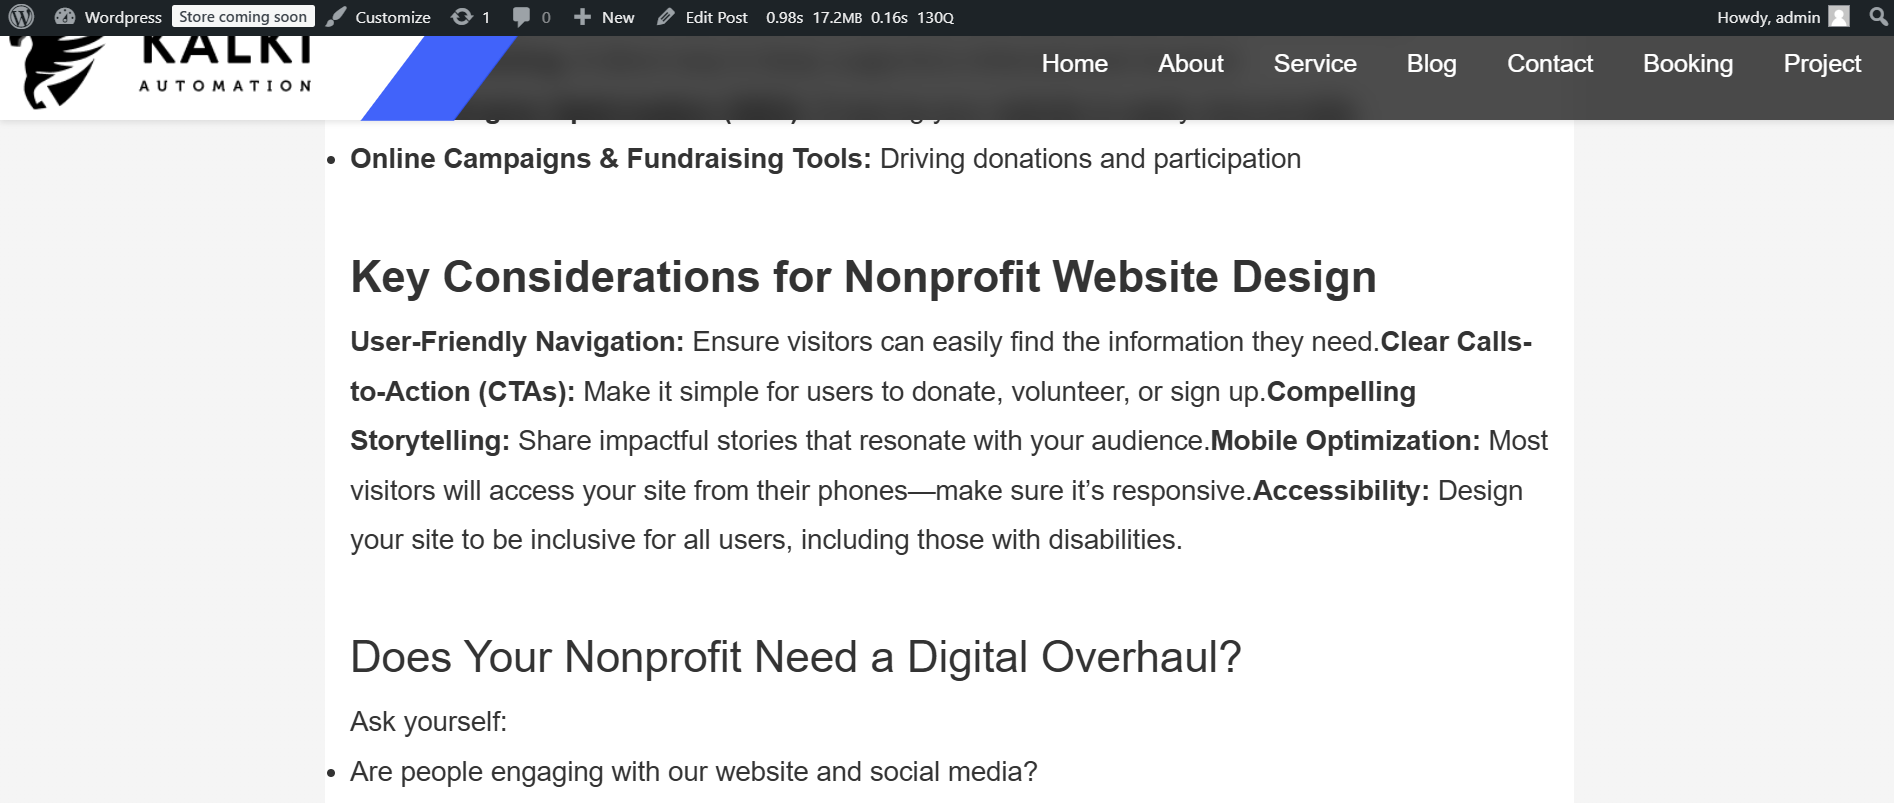 Wordpress Store coming soon Customize 1 0 New Edit Post 0.98s 17.2MB 0.16s 130Q Howdy, admin
KALKI
AUTOMATION
Home About Service Blog Contact Booking Project
• Online Campaigns & Fundraising Tools: Driving donations and participation
Key Considerations for Nonprofit Website Design
User-Friendly Navigation: Ensure visitors can easily find the information they need.Clear Calls-
to-Action (CTAs): Make it simple for users to donate, volunteer, or sign up.Compelling
Storytelling: Share impactful stories that resonate with your audience.Mobile Optimization: Most
visitors will access your site from their phones—make sure it’s responsive.Accessibility: Design
your site to be inclusive for all users, including those with disabilities.
Does Your Nonprofit Need a Digital Overhaul?
Ask yourself:
• Are people engaging with our website and social media?